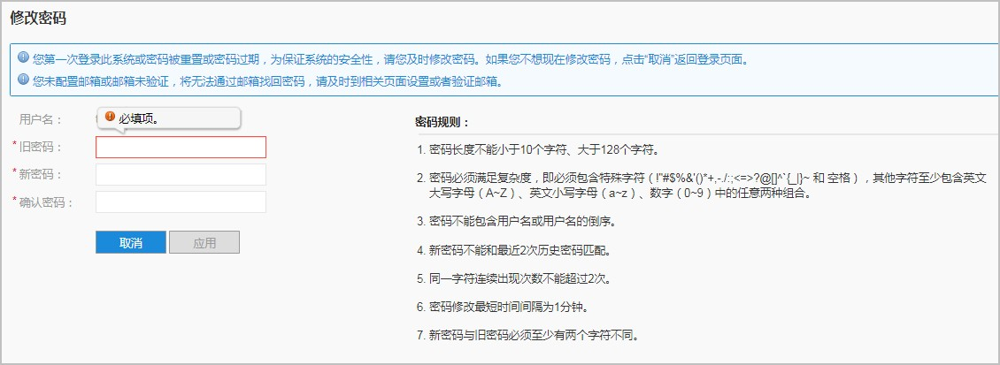 修改密码
您第一次登录此系统或密码被重置或密码过期，为保证系统的安全性，请您及时修改密码。如果您不想现在修改密码，点击“取消”返回登录页面。
您未配置邮箱或邮箱未验证，将无法通过邮箱找回密码，请及时到相关页面设置或者验证邮箱。
用户名：
必填项。
*旧密码：
*新密码：
*确认密码：
取消 应用
密码规则：
1. 密码长度不能小于10个字符、大于128个字符。
2. 密码必须满足复杂度，即必须包含特殊字符（!"#$%&'()*+,-./:;<=>?@[]^`{_|}~ 和 空格），其他字符至少包含英文
大写字母（A~Z）、英文小写字母（a~z）、数字（0~9）中的任意两种组合。
3. 密码不能包含用户名或用户名的倒序。
4. 新密码不能和最近2次历史密码匹配。
5. 同一字符连续出现次数不能超过2次。
6. 密码修改最短时间间隔为1分钟。
7. 新密码与旧密码必须至少有两个字符不同。